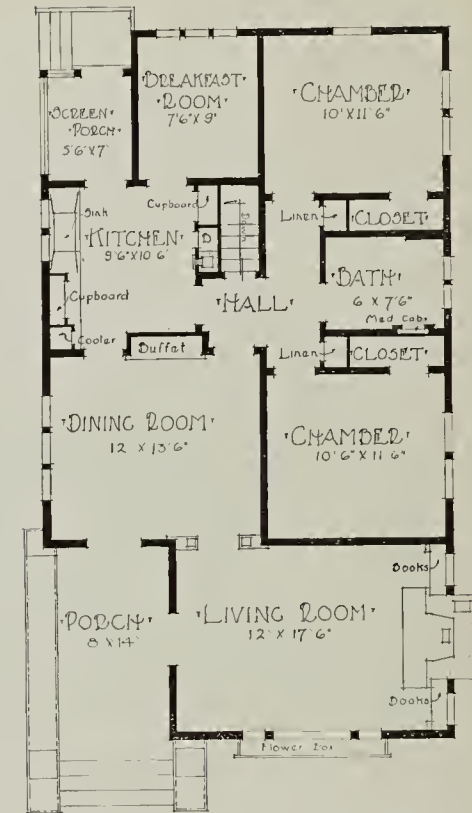 BREAKFAST
ROOM
7'6"X9'
CHAMBER
10'X11'6"
SCREEN
PORCH
5'6"X7'
Sink
Cupboard
Down
KITCHEN
9'6"X10'6"
D
Linen
CLOSET
BATH
6 X 7'6"
Med Cab.
Cupboard
Cooler
HALL
Buffet
Linen
CLOSET
DINING ROOM
12 X 13'6"
CHAMBER
10'6"X11'6"
Books
PORCH
8 X 14'
LIVING ROOM
12' X 17'6"
Books
Flower Box